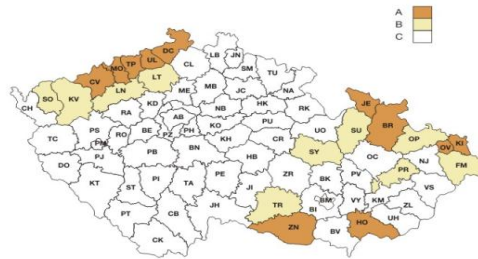 A
B
C
DC
UL
TP
MO
CV
LT
LN
SO
KV
CH
CL
LB
JN
SM
TU
RA
KD
ME
MB
JC
NA
NB
HK
RK
TC
PS
RO
PM
BE
AB
PZ
PH
KO
KH
PU
CR
UO
JE
SU
BR
OP
OV
KI
DO
PJ
PB
BN
HB
SY
OC
NJ
FM
KT
ST
PI
TA
PE
JI
ZR
BK
PV
PR
VS
PT
CB
JH
TR
BM
BI
VY
KM
ZL
CK
ZN
BV
HO
UH